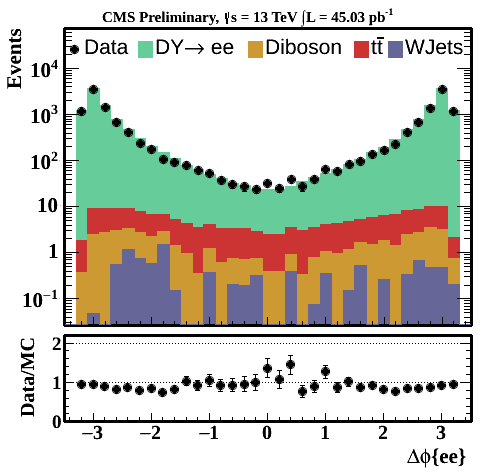 CMS Preliminary, √s = 13 TeV ∫L = 45.03 pb⁻¹
Events
Data DY→ ee Diboson tt̄ WJets
10⁴
10³
10²
10
1
10⁻¹
Data/MC
2
1
0
−3 −2 −1 0 1 2 3
Δϕ{ee}